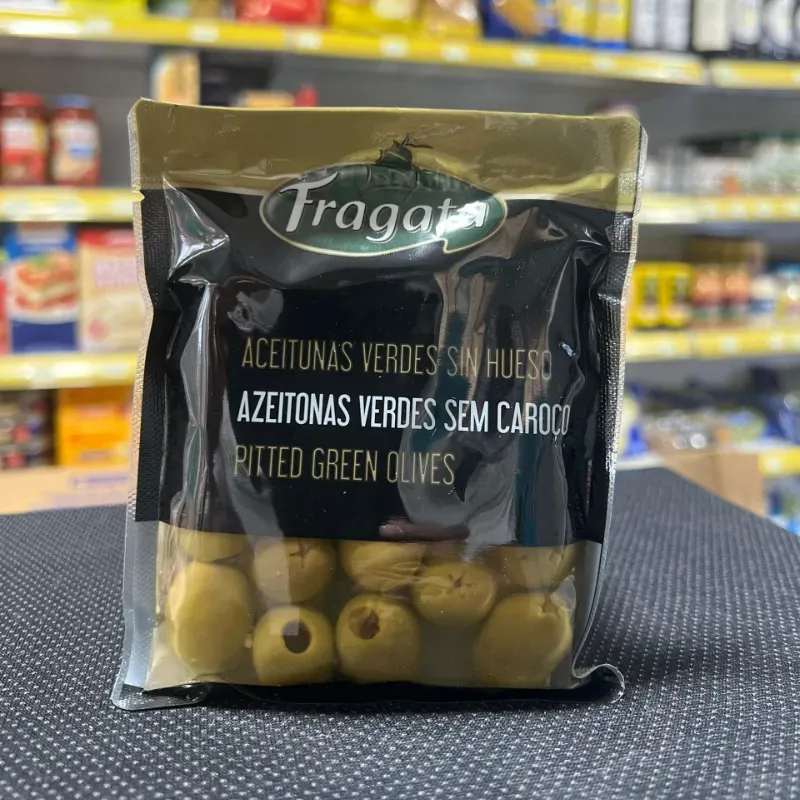 Fragata
ACEITUNAS VERDES SIN HUESO
AZEITONAS VERDES SEM CAROÇO
PITTED GREEN OLIVES